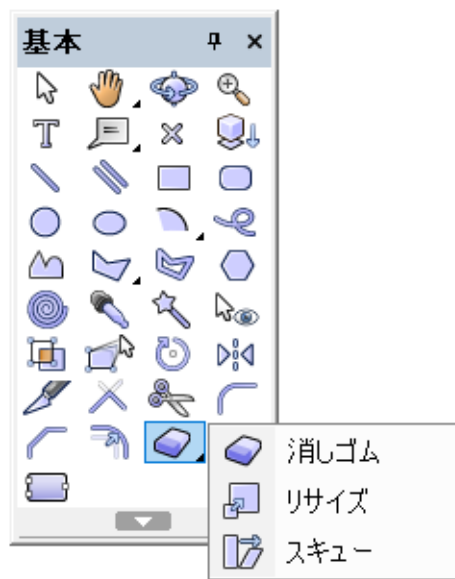 基本
消しゴム
リサイズ
スキュー